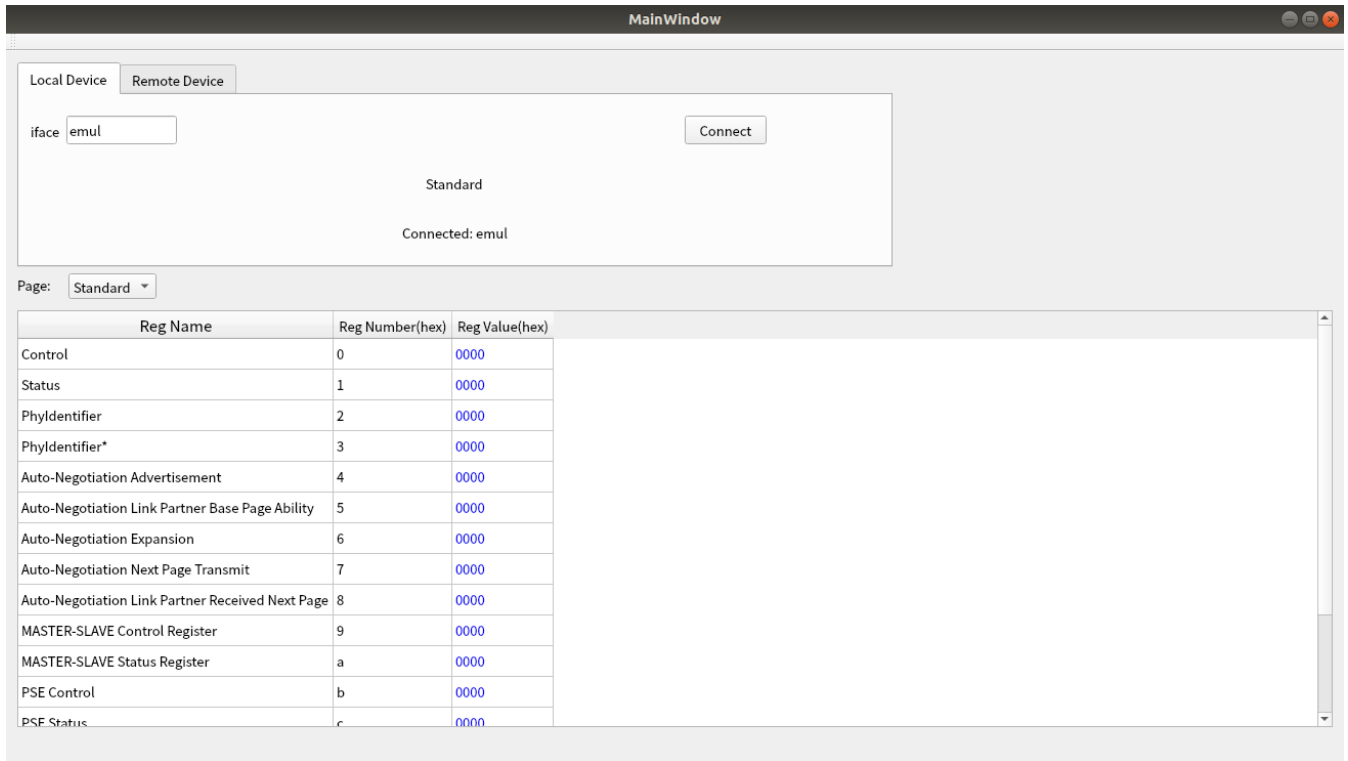 MainWindow
Local Device Remote Device
iface emul Connect
Standard
Connected: emul
Page: Standard
Reg Name Reg Number(hex) Reg Value(hex)
Control 0 0000
Status 1 0000
PhyIdentifier 2 0000
PhyIdentifier* 3 0000
Auto-Negotiation Advertisement 4 0000
Auto-Negotiation Link Partner Base Page Ability 5 0000
Auto-Negotiation Expansion 6 0000
Auto-Negotiation Next Page Transmit 7 0000
Auto-Negotiation Link Partner Received Next Page 8 0000
MASTER-SLAVE Control Register 9 0000
MASTER-SLAVE Status Register a 0000
PSE Control b 0000
PSE Status c 0000